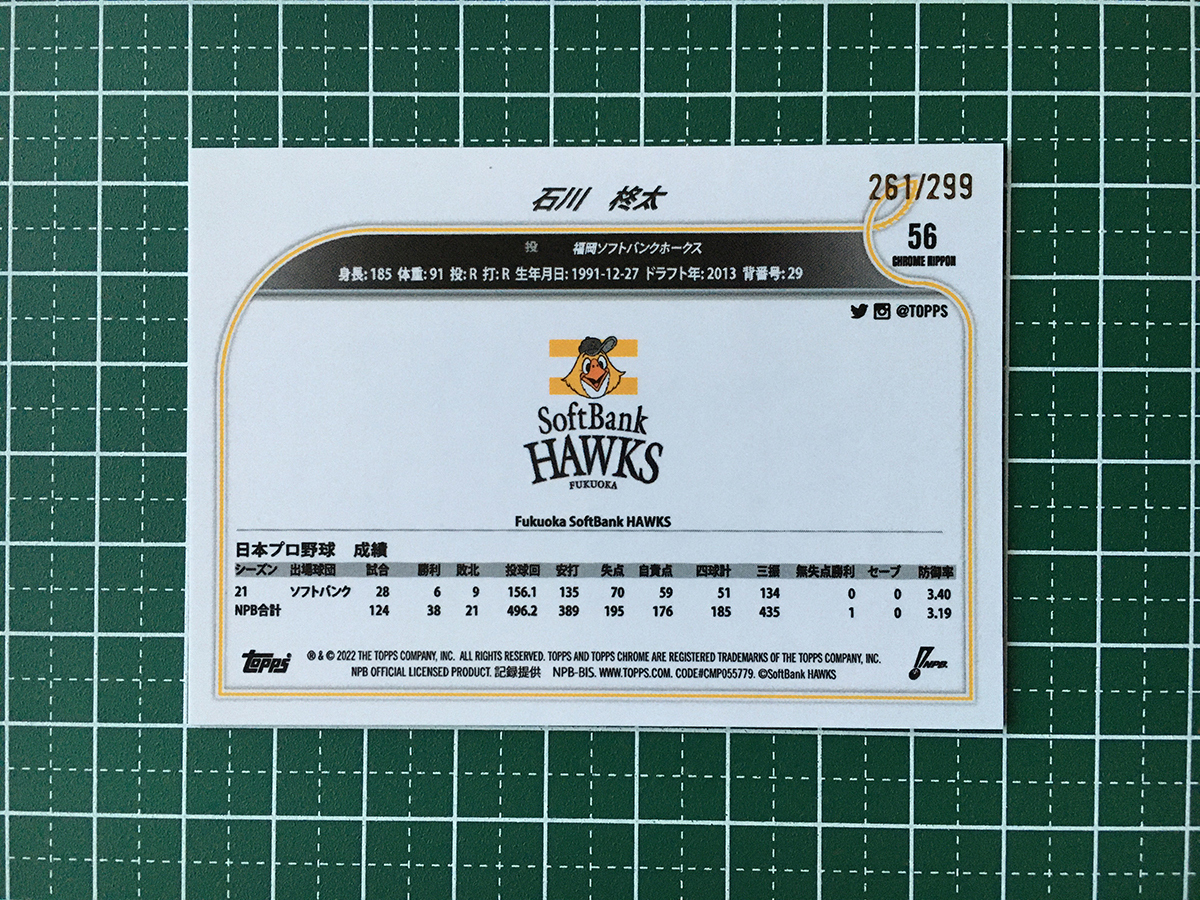 261/299
石川 柊太
56
CHROME NIPPON
投 福岡ソフトバンクホークス
身長: 185 体重: 91 投: R 打: R 生年月日: 1991-12-27 ドラフト年: 2013 背番号: 29
@TOPPS
SoftBank
HAWKS
FUKUOKA
Fukuoka SoftBank HAWKS
日本プロ野球 成績
シーズン 出場球団 試合 勝利 敗北 投球回 安打 失点 自責点 四球計 三振 無失点勝利 セーブ 防御率
21 ソフトバンク 28 6 9 156.1 135 70 59 51 134 0 0 3.40
NPB合計 124 38 21 496.2 389 195 176 185 435 1 0 3.19
topps
® & © 2022 THE TOPPS COMPANY, INC. ALL RIGHTS RESERVED. TOPPS AND TOPPS CHROME ARE REGISTERED TRADEMARKS OF THE TOPPS COMPANY, INC.
NPB OFFICIAL LICENSED PRODUCT. 記録提供 NPB-BIS. WWW.TOPPS.COM. CODE#CMP055779. ©SoftBank HAWKS
NPB.